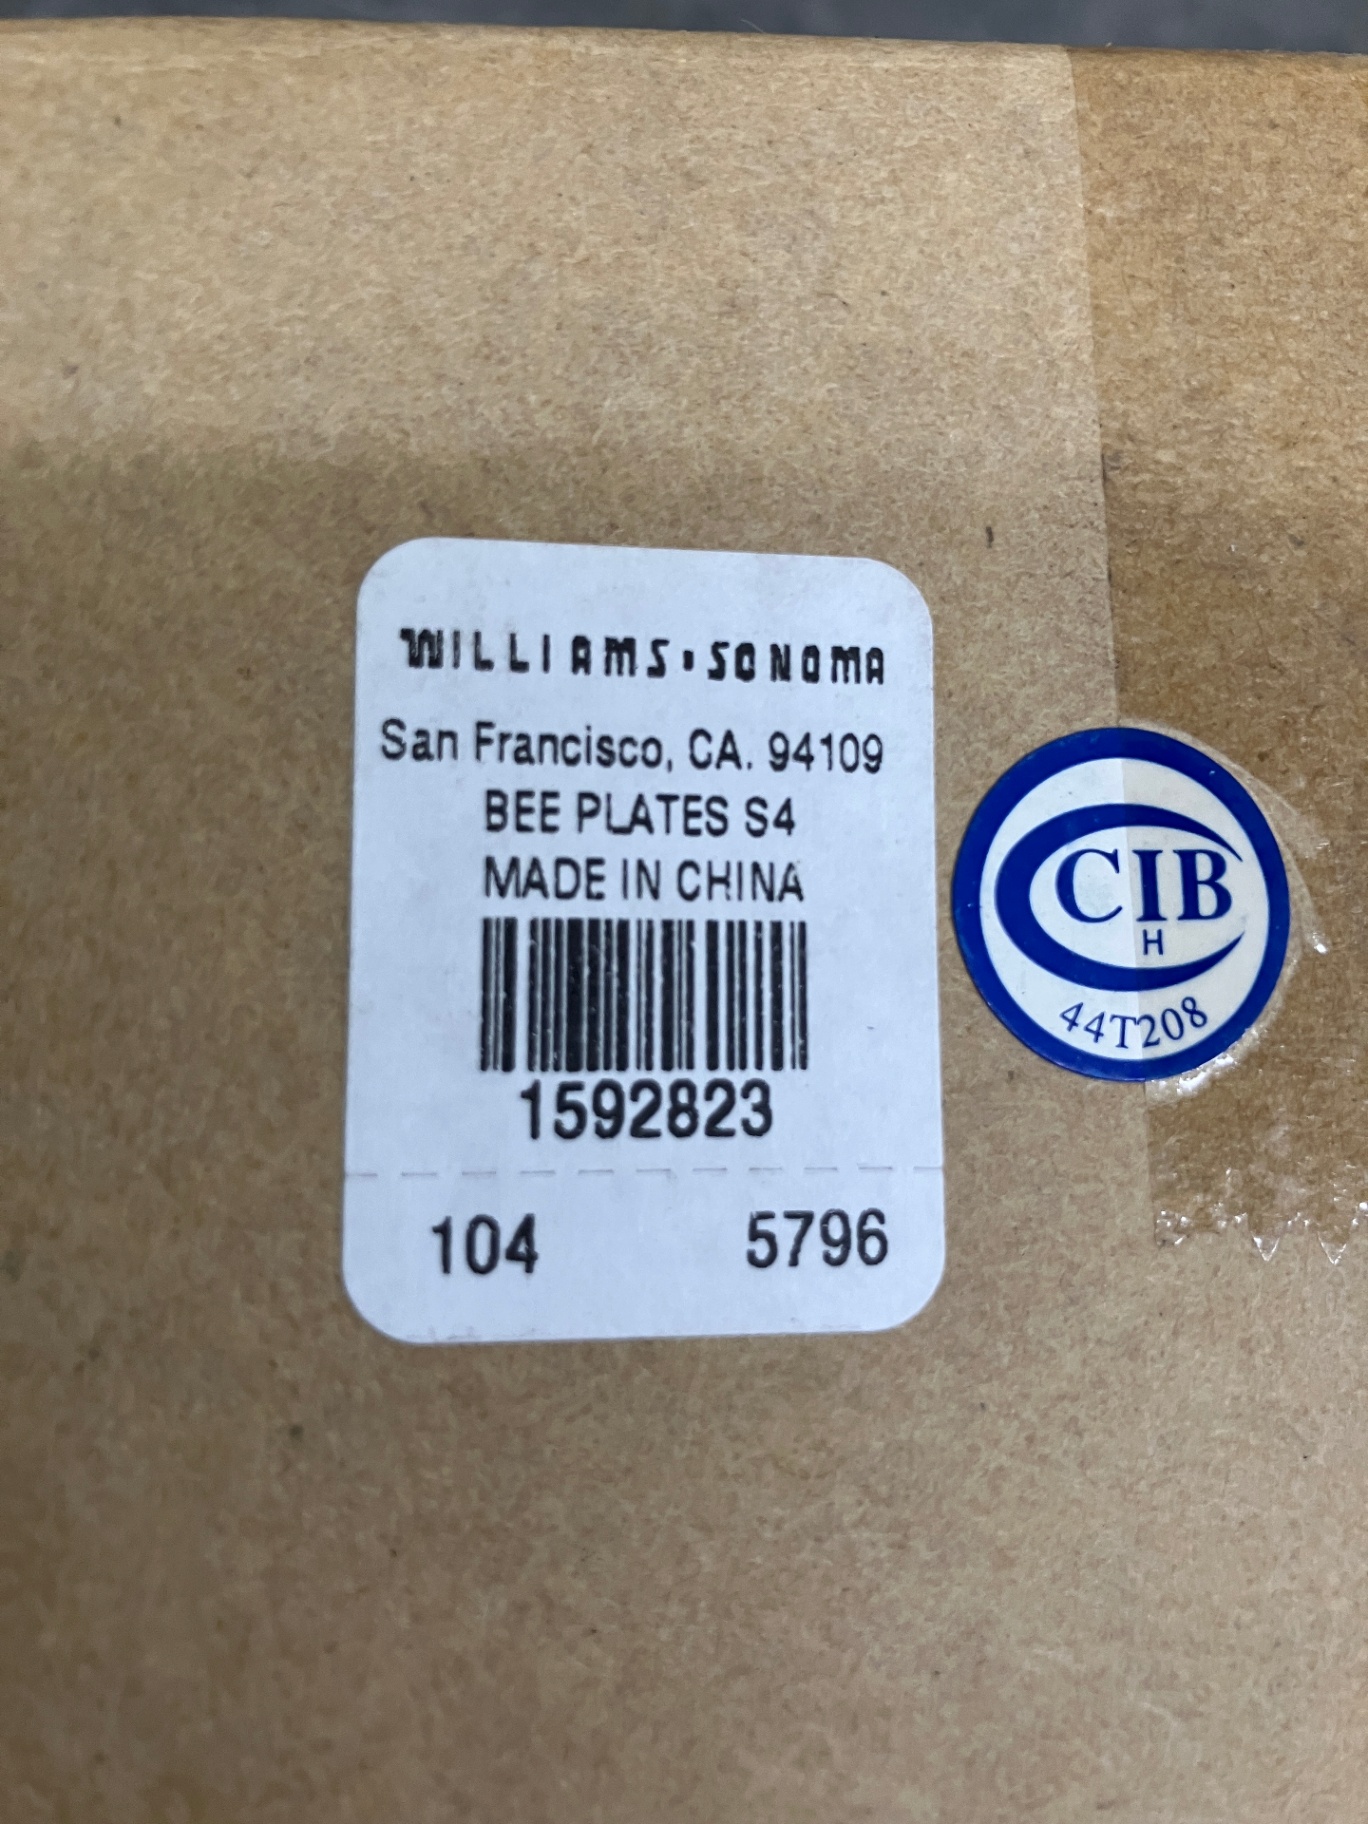 WILLIAMS·SONOMA
San Francisco, CA. 94109
BEE PLATES S4
MADE IN CHINA
1592823
104 5796
CIB
H
44T208